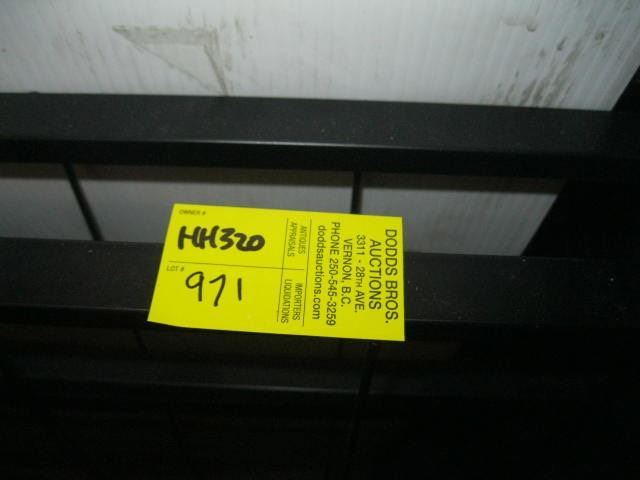 OWNER #
HH320
LOT #
971
ANTIQUES
APPRAISALS
IMPORTERS
LIQUIDATIONS
DODDS BROS.
AUCTIONS
3311 - 28TH AVE.
VERNON, B.C.
PHONE 250-545-3259
doddsauctions.com